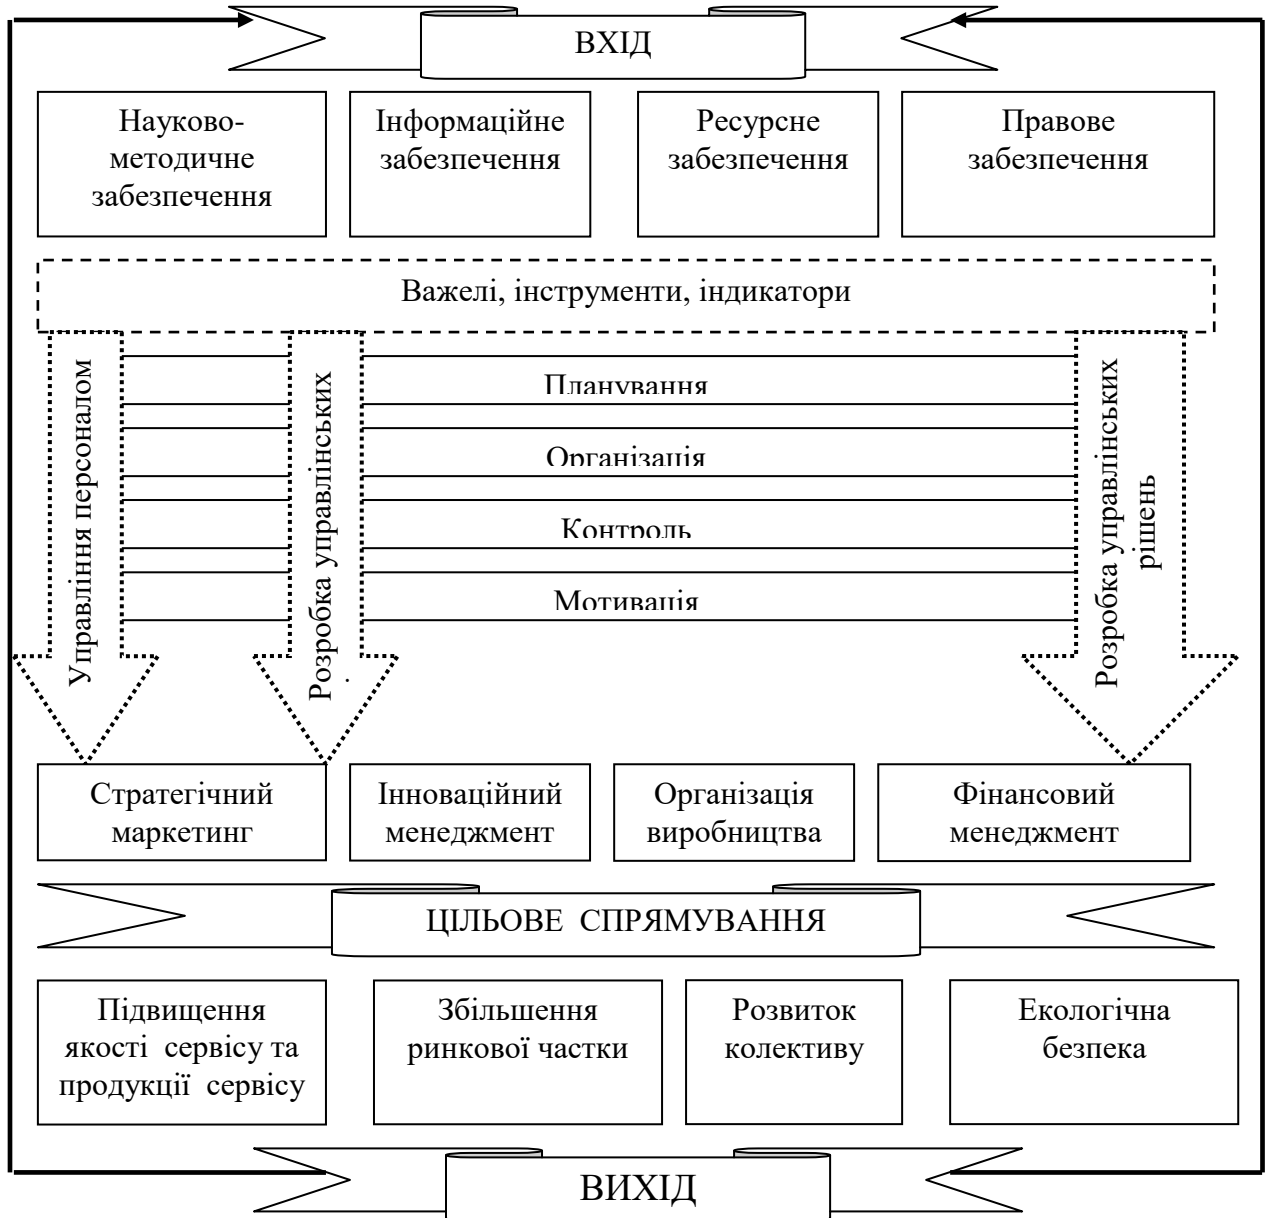 ВХІД
Науково-
методичне
забезпечення
Інформаційне
забезпечення
Ресурсне
забезпечення
Правове
забезпечення
Важелі, інструменти, індикатори
Управління персоналом
Розробка управлінських
Планування
Організація
Контроль
Мотивація
Розробка управлінських
рішень
Стратегічний
маркетинг
Інноваційний
менеджмент
Організація
виробництва
Фінансовий
менеджмент
ЦІЛЬОВЕ СПРЯМУВАННЯ
Підвищення
якості сервісу та
продукції сервісу
Збільшення
ринкової частки
Розвиток
колективу
Екологічна
безпека
ВИХІД